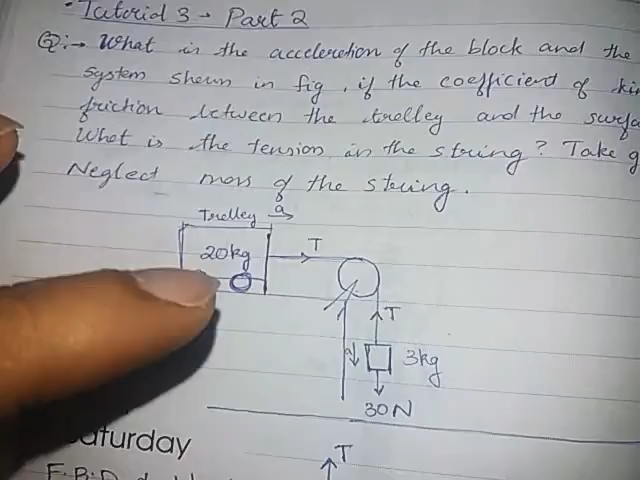 Tutorid 3 → Part 2
Q:→ What is the acceleration of the block and the
system shown in fig, if the coefficient of
friction between the trolley and the
What is the tension in the string? Take g
Neglect mass of the string.
Trolley a
20kg T
T
3kg
30N
aturday
T
F.B.D